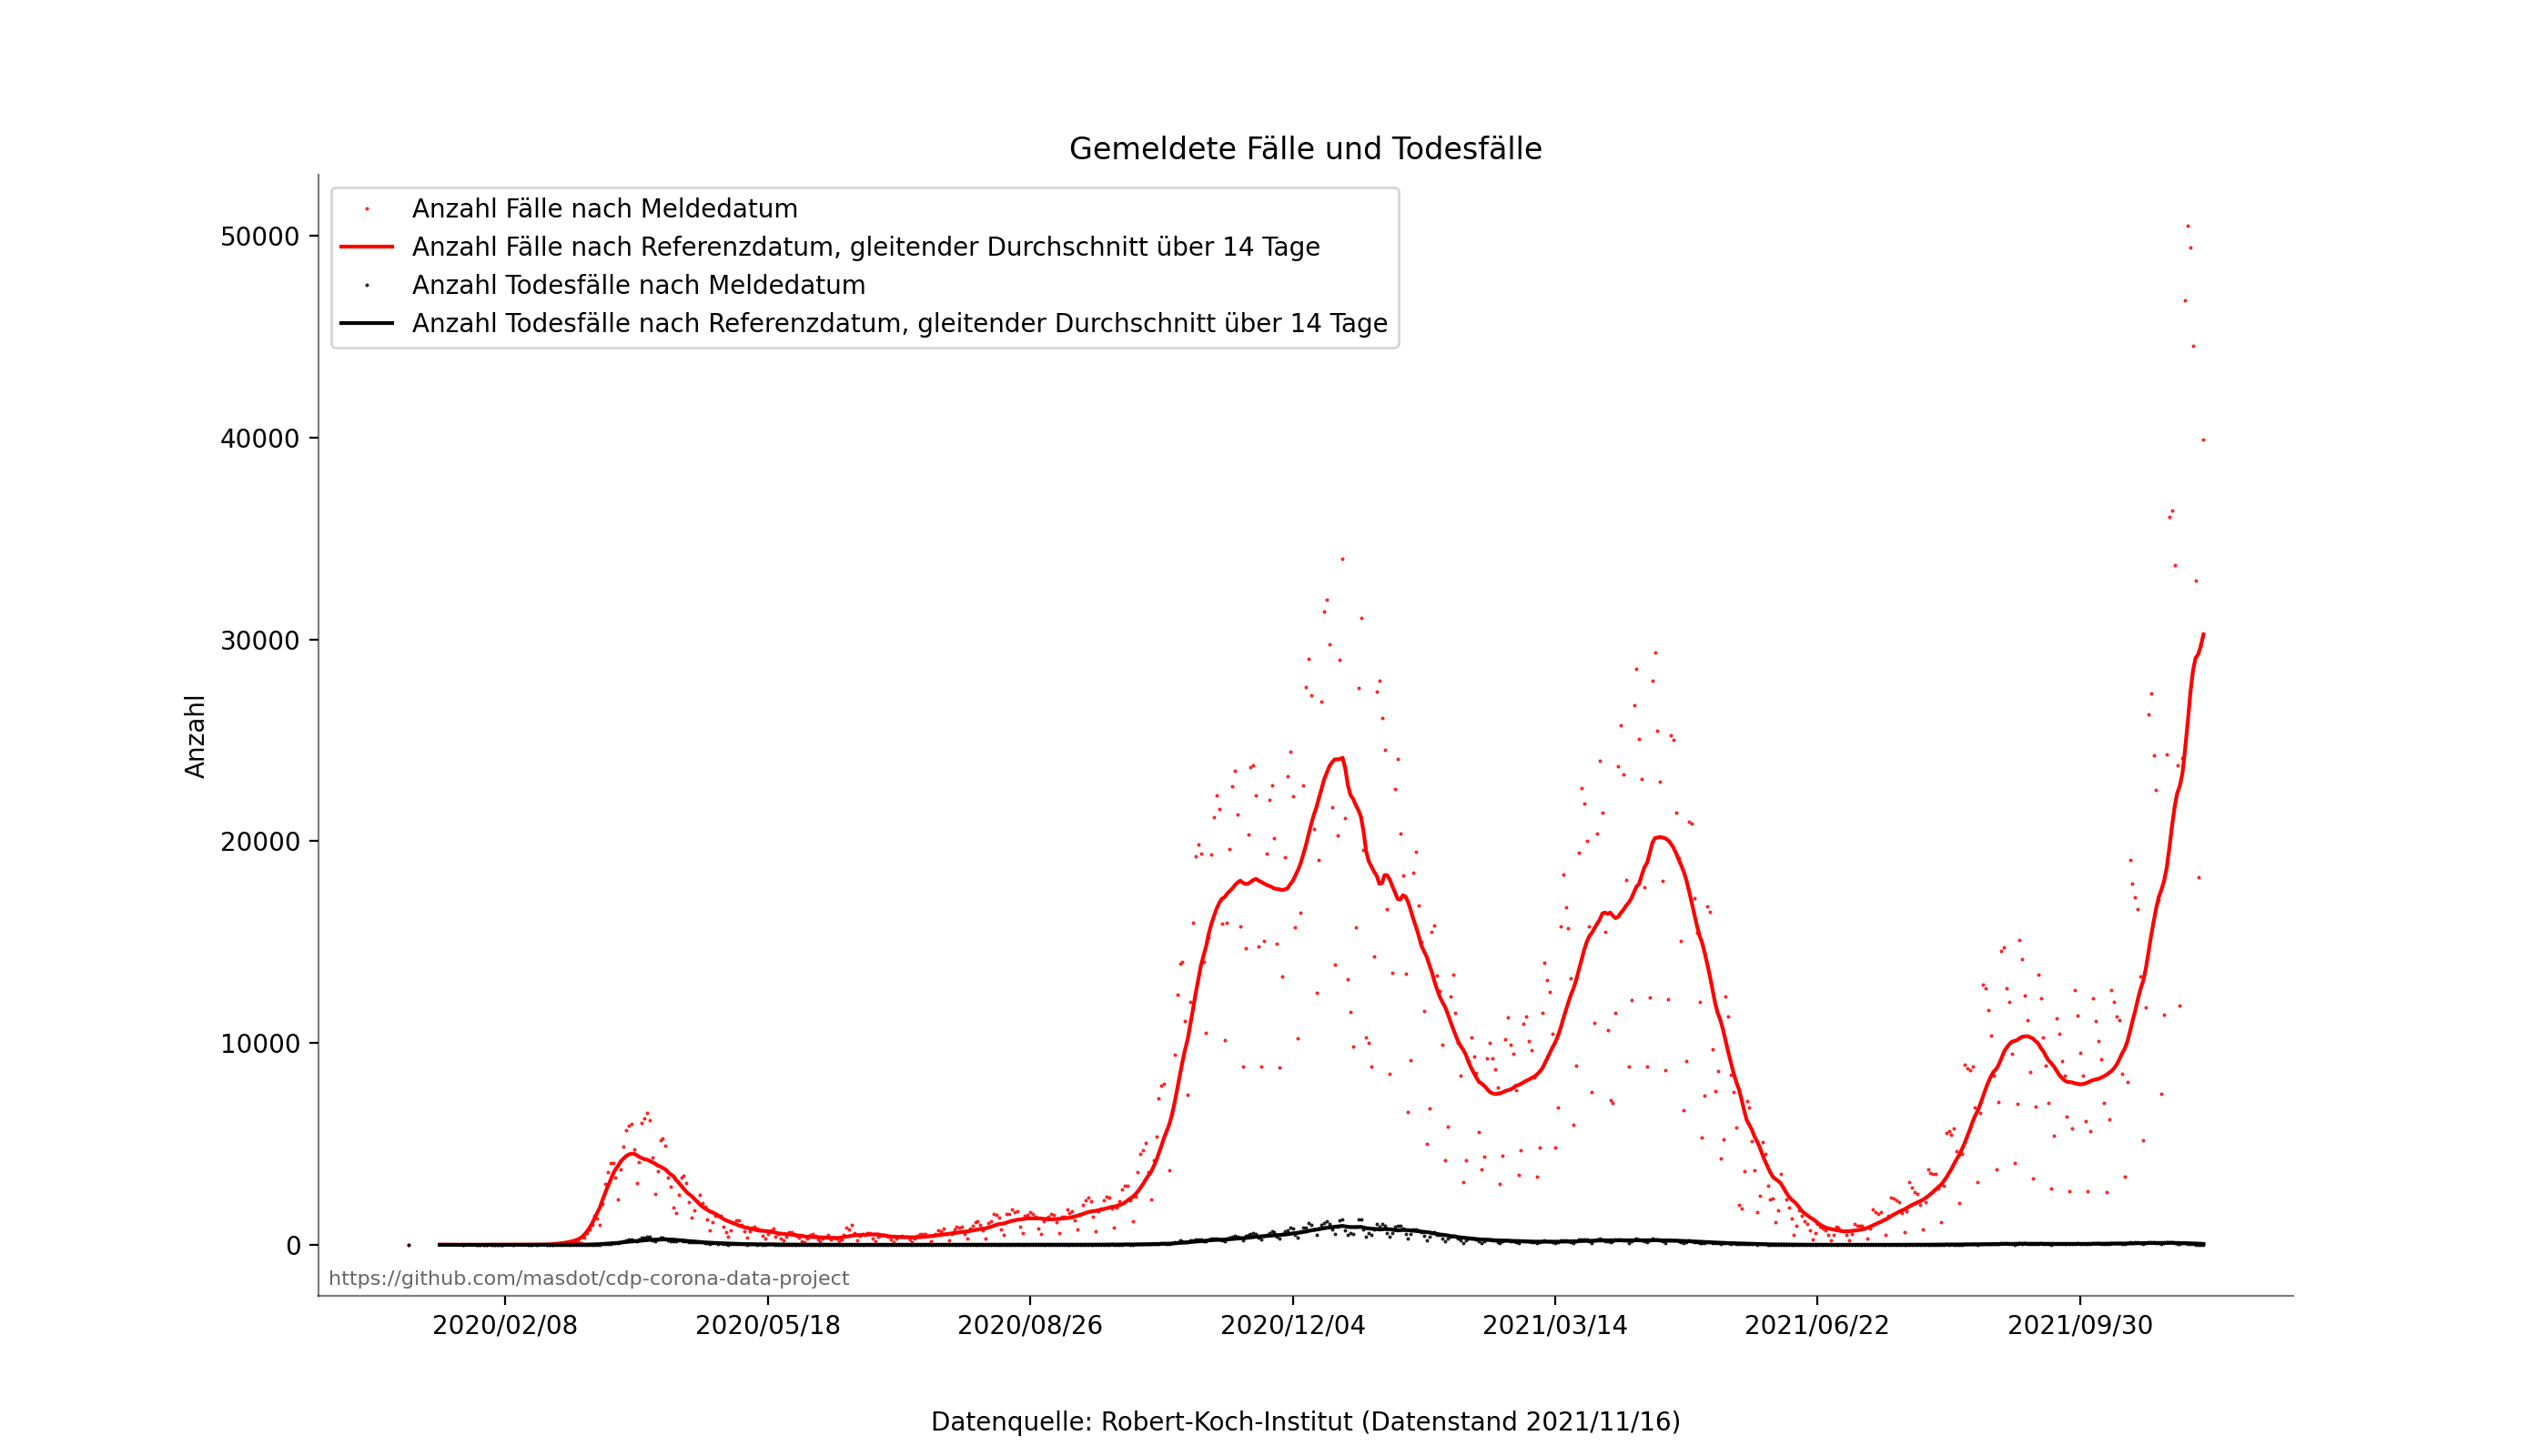 Gemeldete Fälle und Todesfälle
Anzahl Fälle nach Meldedatum
Anzahl Fälle nach Referenzdatum, gleitender Durchschnitt über 14 Tage
Anzahl Todesfälle nach Meldedatum
Anzahl Todesfälle nach Referenzdatum, gleitender Durchschnitt über 14 Tage
50000
40000
30000
20000
10000
0
Anzahl
https://github.com/masdot/cdp-corona-data-project
2020/02/08 2020/05/18 2020/08/26 2020/12/04 2021/03/14 2021/06/22 2021/09/30
Datenquelle: Robert-Koch-Institut (Datenstand 2021/11/16)